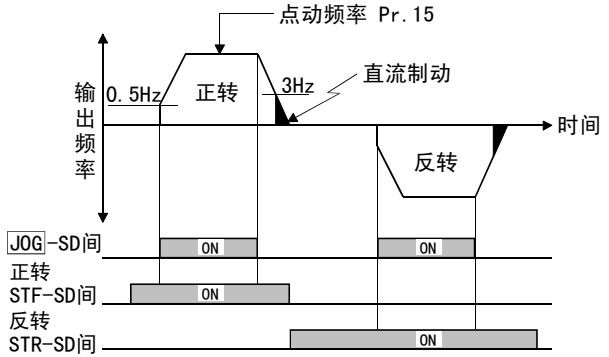 点动频率 Pr.15
输出频率
0.5Hz
正转
3Hz
直流制动
时间
反转
JOG-SD间
ON
ON
正转
STF-SD间
ON
反转
STR-SD间
ON